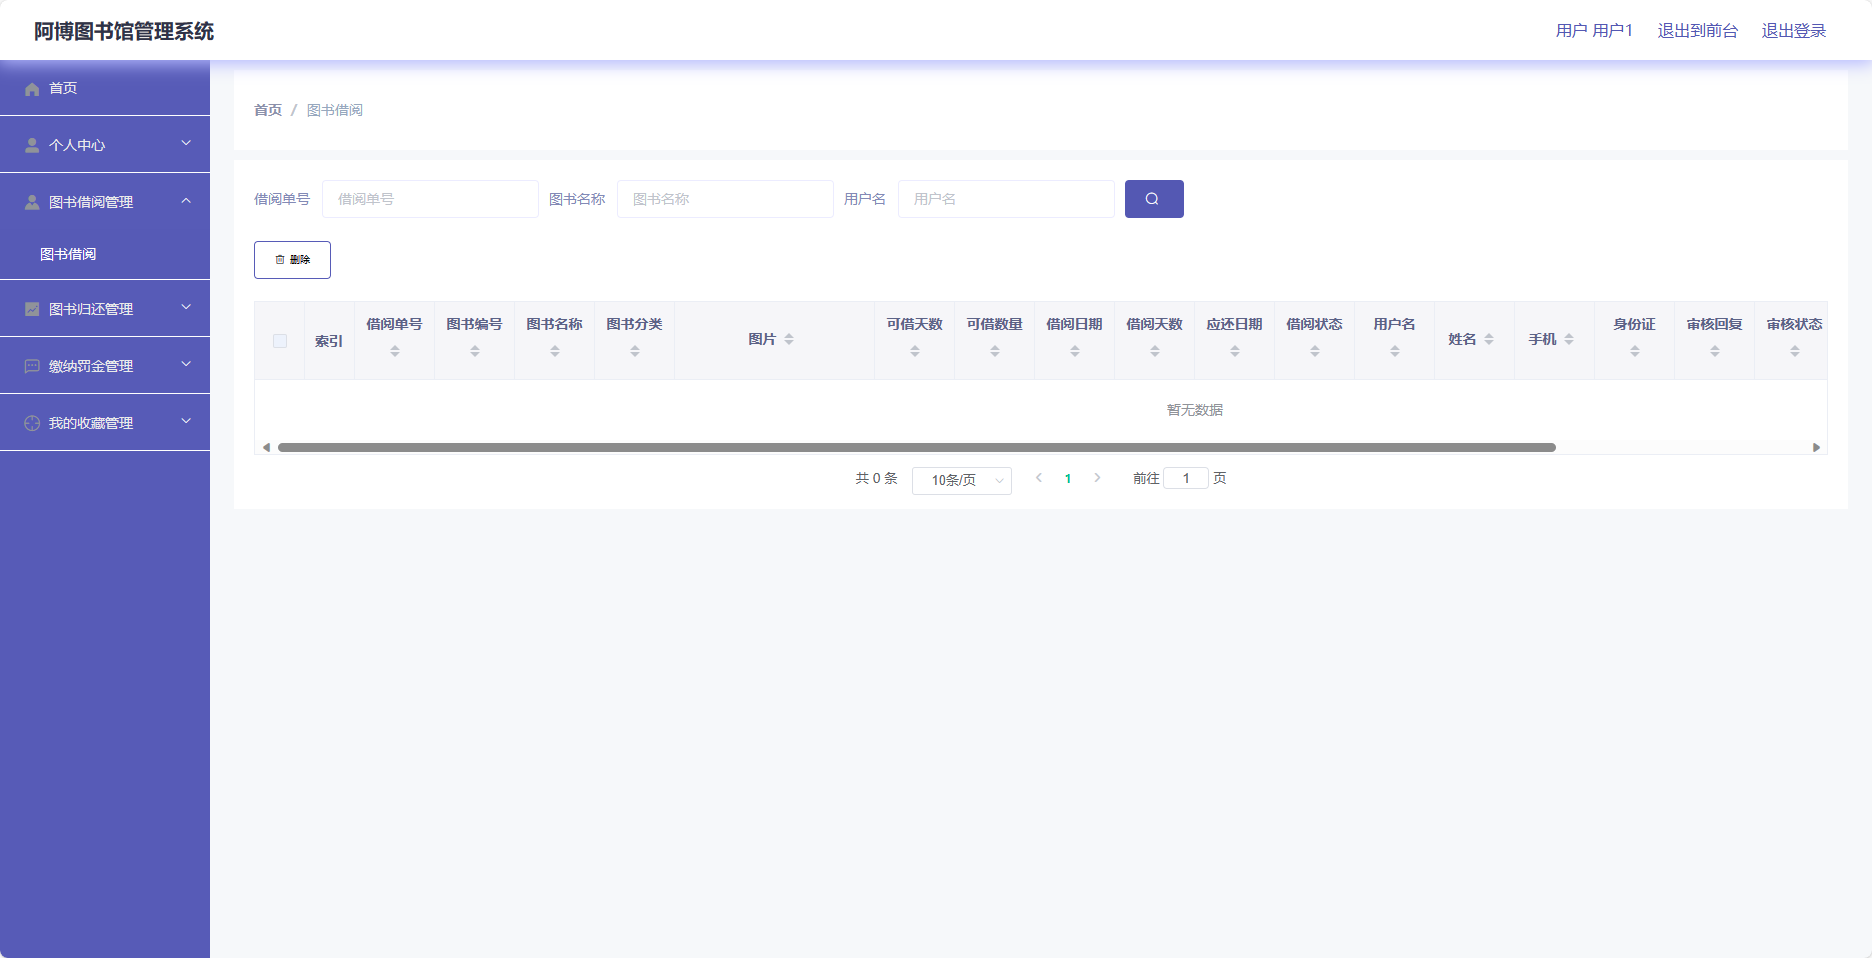 阿博图书馆管理系统
用户 用户1 退出到前台 退出登录
首页
个人中心
图书借阅管理
图书借阅
图书归还管理
缴纳罚金管理
我的收藏管理
首页 / 图书借阅
借阅单号 借阅单号 图书名称 图书名称 用户名 用户名
删除
索引 借阅单号 图书编号 图书名称 图书分类 图片 可借天数 可借数量 借阅日期 借阅天数 应还日期 借阅状态 用户名 姓名 手机 身份证 审核回复 审核状态
暂无数据
共 0 条 10条/页 1 前往 1 页